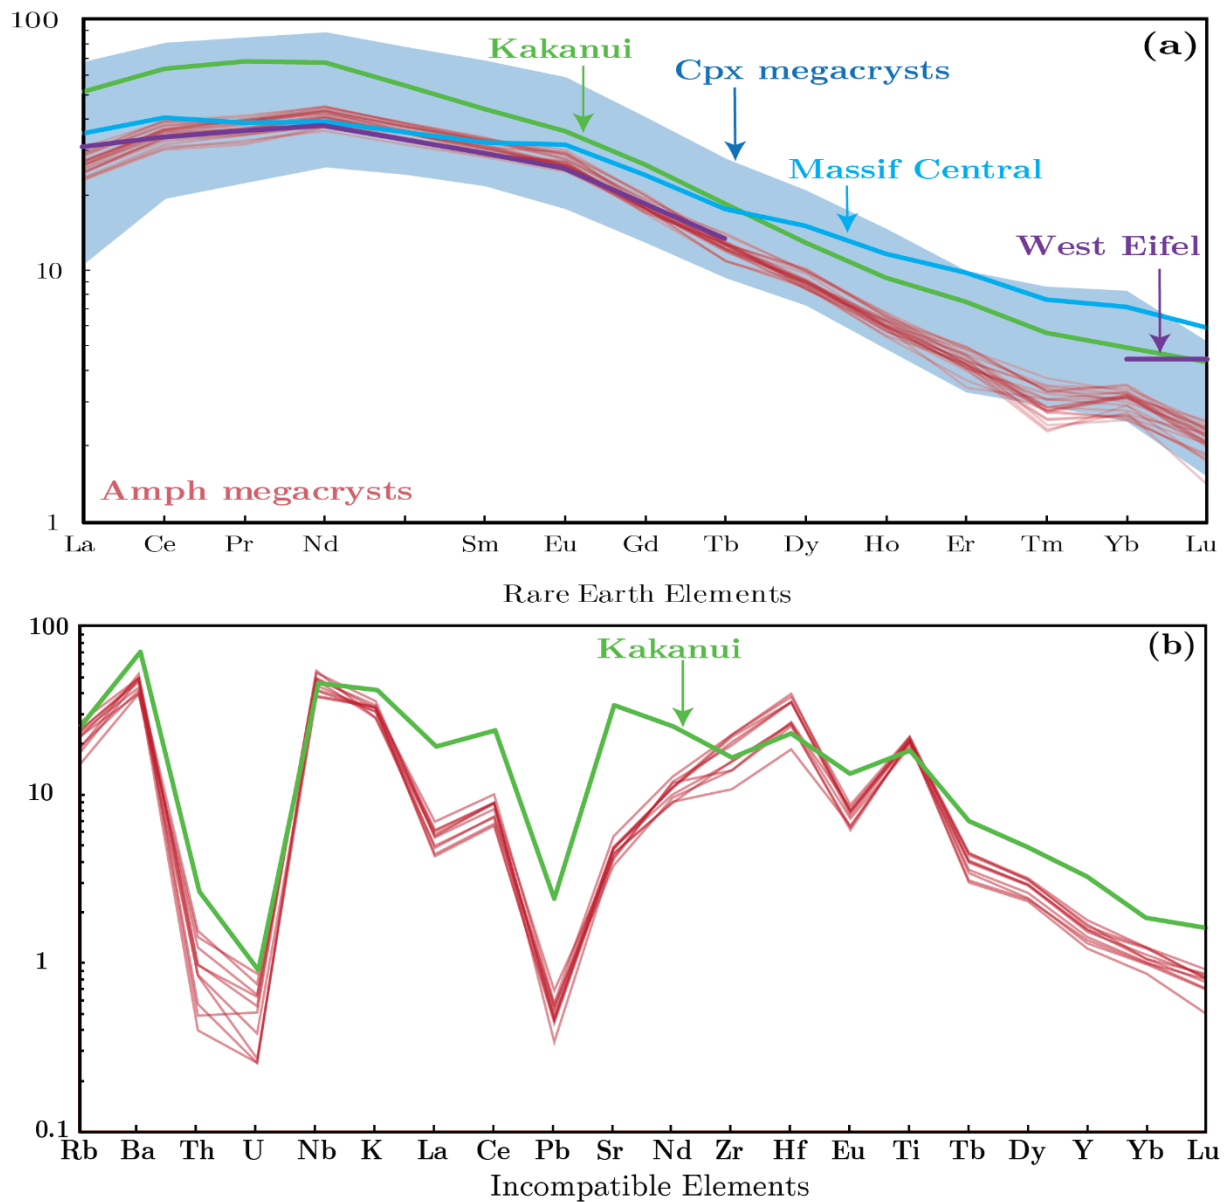 100
(a)
Kakanui
Cpx megacrysts
Massif Central
West Eifel
10
Amph megacrysts
1
La Ce Pr Nd Sm Eu Gd Tb Dy Ho Er Tm Yb Lu
Rare Earth Elements
100
(b)
Kakanui
10
1
0.1
Rb Ba Th U Nb K La Ce Pb Sr Nd Zr Hf Eu Ti Tb Dy Y Yb Lu
Incompatible Elements